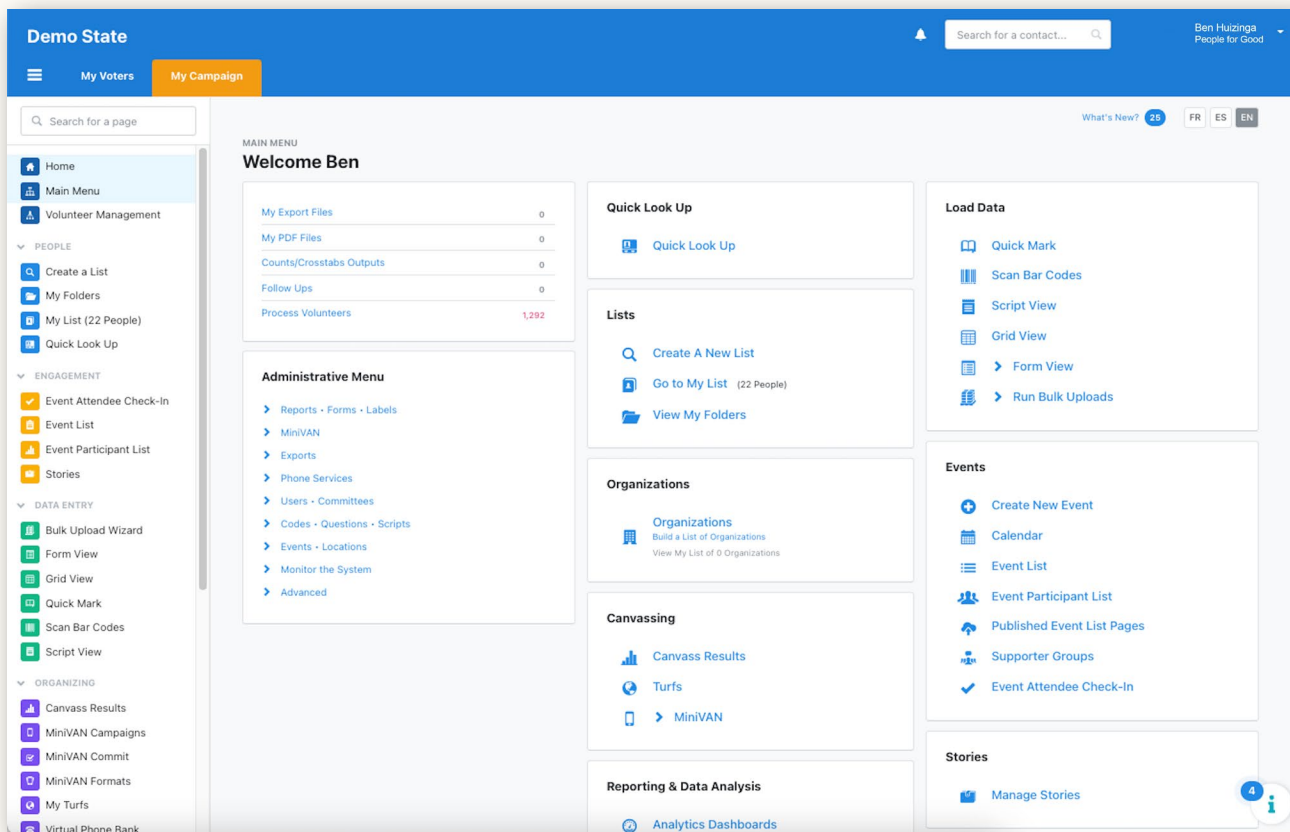 Demo State
Search for a contact...
Ben Huizinga
People for Good
My Voters
My Campaign
Search for a page
Home
Main Menu
Volunteer Management
PEOPLE
Create a List
My Folders
My List (22 People)
Quick Look Up
ENGAGEMENT
Event Attendee Check-In
Event List
Event Participant List
Stories
DATA ENTRY
Bulk Upload Wizard
Form View
Grid View
Quick Mark
Scan Bar Codes
Script View
ORGANIZING
Canvass Results
MiniVAN Campaigns
MiniVAN Commit
MiniVAN Formats
My Turfs
Virtual Phone Bank
What's New? 25
FR ES EN
MAIN MENU
Welcome Ben
My Export Files 0
My PDF Files 0
Counts/Crosstabs Outputs 0
Follow Ups 0
Process Volunteers 1,292
Administrative Menu
Reports • Forms • Labels
MiniVAN
Exports
Phone Services
Users • Committees
Codes • Questions • Scripts
Events • Locations
Monitor the System
Advanced
Quick Look Up
Quick Look Up
Lists
Create A New List
Go to My List (22 People)
View My Folders
Organizations
Organizations
Build a List of Organizations
View My List of 0 Organizations
Canvassing
Canvass Results
Turfs
MiniVAN
Reporting & Data Analysis
Analytics Dashboards
Load Data
Quick Mark
Scan Bar Codes
Script View
Grid View
Form View
Run Bulk Uploads
Events
Create New Event
Calendar
Event List
Event Participant List
Published Event List Pages
Supporter Groups
Event Attendee Check-In
Stories
Manage Stories
4